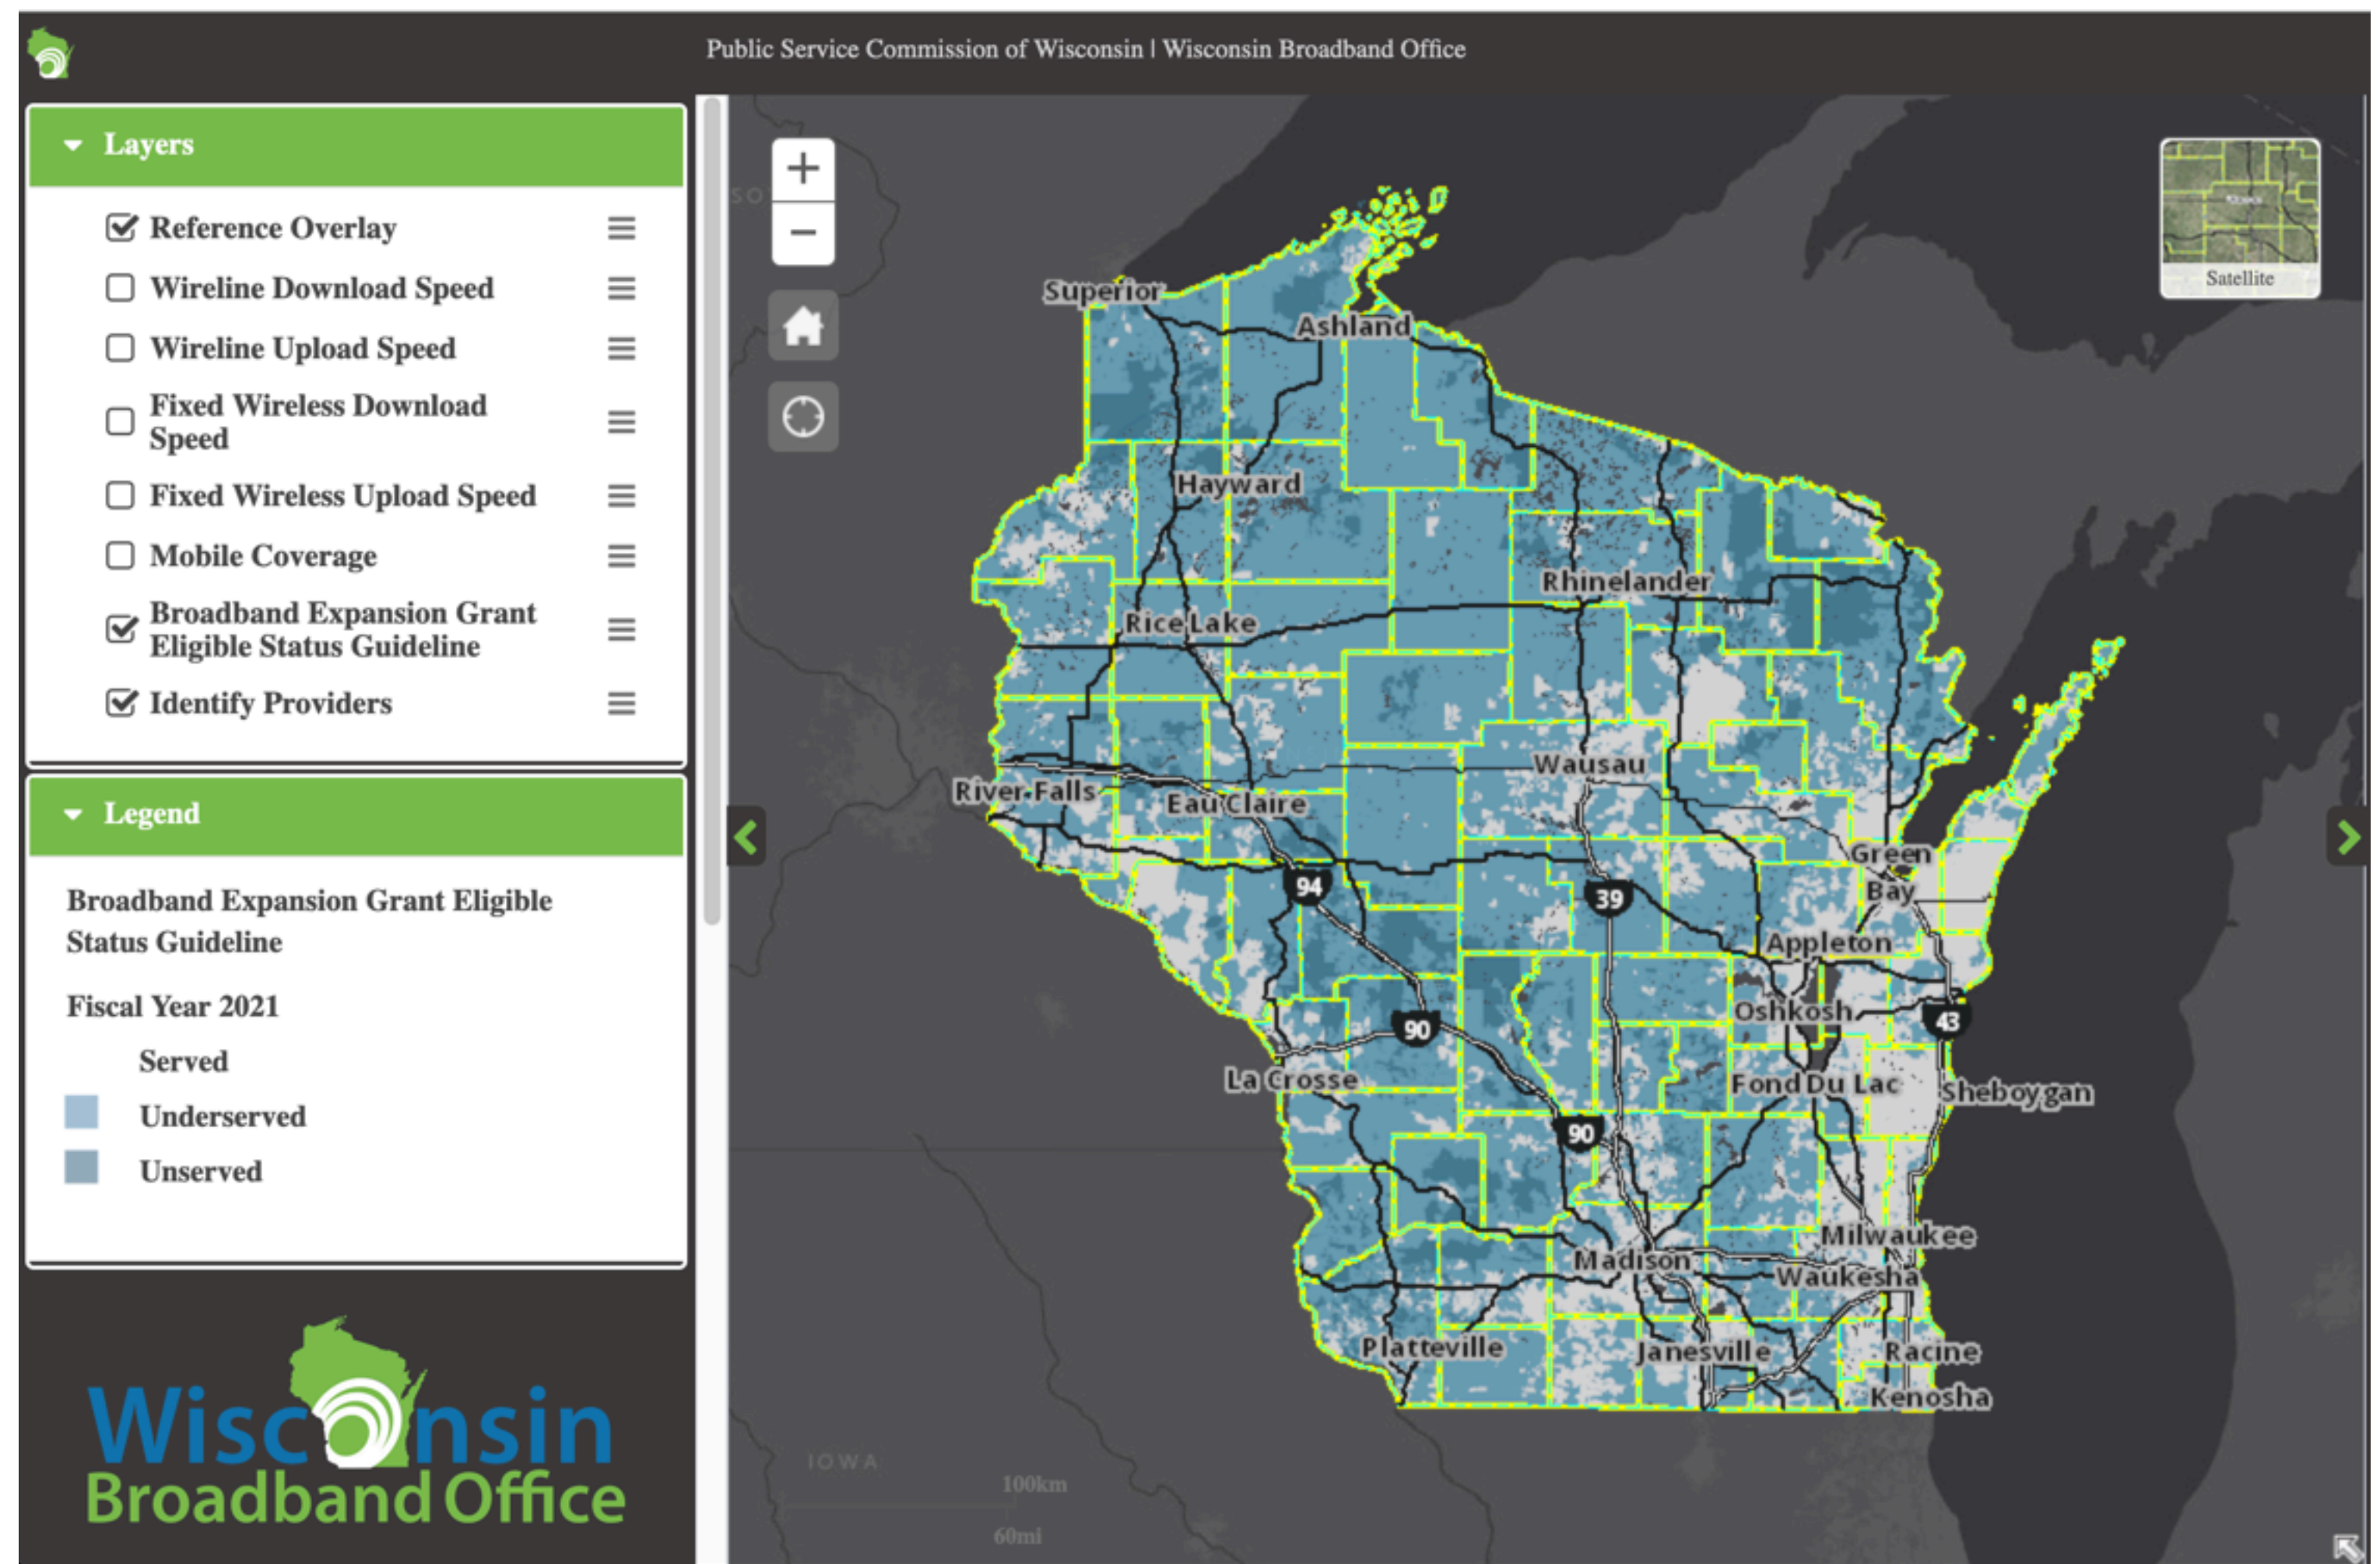 Public Service Commission of Wisconsin | Wisconsin Broadband Office
Layers
Reference Overlay
Wireline Download Speed
Wireline Upload Speed
Fixed Wireless Download
Speed
Fixed Wireless Upload Speed
Mobile Coverage
Broadband Expansion Grant
Eligible Status Guideline
Identify Providers
Legend
Broadband Expansion Grant Eligible
Status Guideline
Fiscal Year 2021
Served
Underserved
Unserved
Wisconsin
Broadband Office
+
−
SO
Satellite
Superior
Ashland
Hayward
Rhinelander
Rice Lake
Wausau
River Falls
Eau Claire
Green
Bay
94
39
Appleton
Oshkosh
90
43
La Crosse
Fond Du Lac
Sheboygan
90
Milwaukee
Madison
Waukesha
Platteville
Janesville
Racine
Kenosha
IOWA
100km
60mi